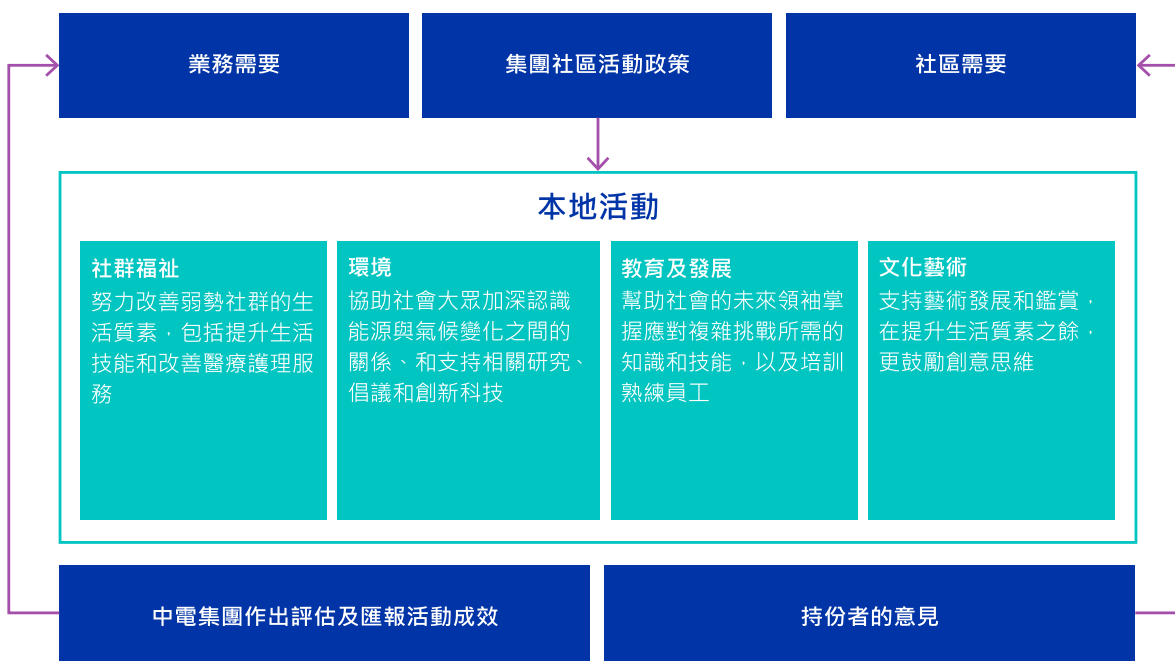 業務需要
集團社區活動政策
社區需要
本地活動
社群福祉
努力改善弱勢社群的生
活質素，包括提升生活
技能和改善醫療護理服
務
環境
協助社會大眾加深認識
能源與氣候變化之間的
關係、和支持相關研究、
倡議和創新科技
教育及發展
幫助社會的未來領袖掌
握應對複雜挑戰所需的
知識和技能，以及培訓
熟練員工
文化藝術
支持藝術發展和鑑賞，
在提升生活質素之餘，
更鼓勵創意思維
中電集團作出評估及匯報活動成效
持份者的意見